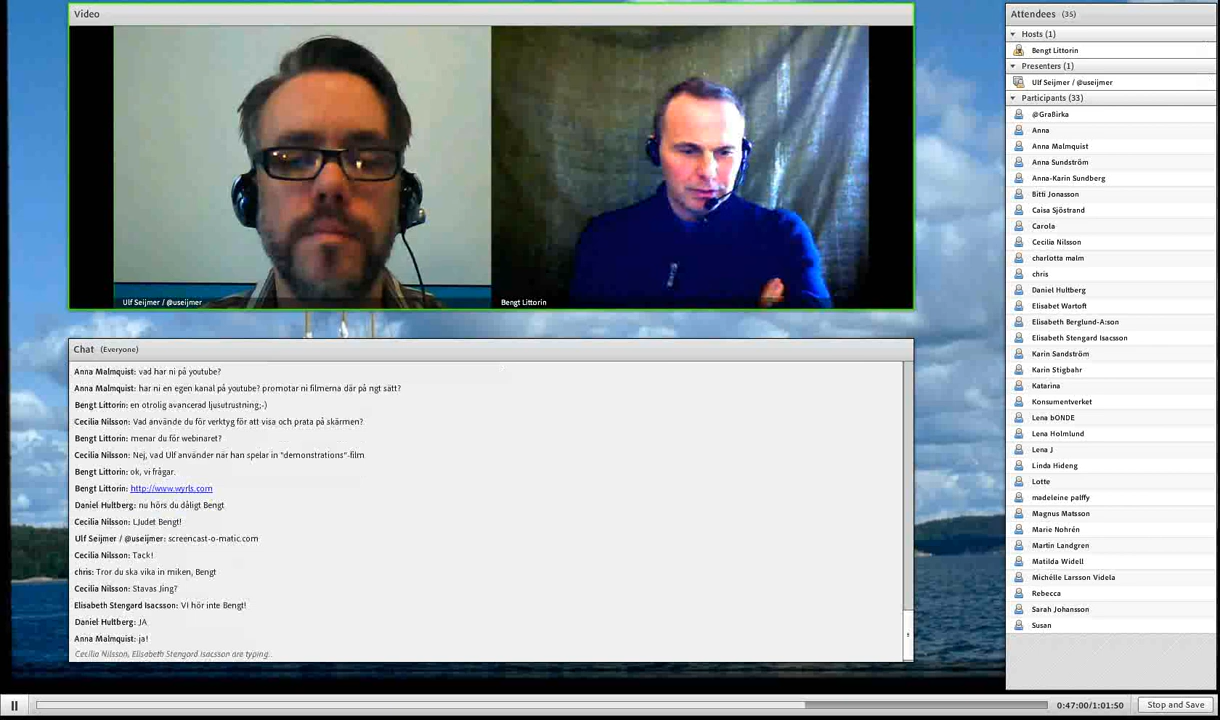 Video
Ulf Seijmer / @useijmer
Bengt Littorin
Chat (Everyone)
Anna Malmquist: vad har ni på youtube?
Anna Malmquist: har ni en egen kanal på youtube? promotar ni filmerna där på ngt sätt?
Bengt Littorin: en otrolig avancerad ljusutrustning;-)
Cecilia Nilsson: Vad använde du för verktyg för att visa och prata på skärmen?
Bengt Littorin: menar du för webinaret?
Cecilia Nilsson: Nej, vad Ulf använder när han spelar in "demonstrations"-film
Bengt Littorin: ok, vi frågar.
Bengt Littorin: http://www.wyrls.com
Daniel Hultberg: nu hörs du dåligt Bengt
Cecilia Nilsson: LJudet Bengt!
Ulf Seijmer / @useijmer: screencast-o-matic.com
Cecilia Nilsson: Tack!
chris: Tror du ska vika in miken, Bengt
Cecilia Nilsson: Stavas Jing?
Elisabeth Stengard Isacsson: VI hör inte Bengt!
Daniel Hultberg: JA
Anna Malmquist: ja!
Cecilia Nilsson, Elisabeth Stengard Isacsson are typing..
Attendees (35)
Hosts (1)
Bengt Littorin
Presenters (1)
Ulf Seijmer / @useijmer
Participants (33)
@GraBirka
Anna
Anna Malmquist
Anna Sundström
Anna-Karin Sundberg
Bitti Jonasson
Caisa Sjöstrand
Carola
Cecilia Nilsson
charlotta malm
chris
Daniel Hultberg
Elisabet Wartoft
Elisabeth Berglund-A:son
Elisabeth Stengard Isacsson
Karin Sandström
Karin Stigbahr
Katarina
Konsumentverket
Lena bONDE
Lena Holmlund
Lena J
Linda Hideng
Lotte
madeleine palffy
Magnus Matsson
Marie Nohrén
Martin Landgren
Matilda Widell
Michélle Larsson Videla
Rebecca
Sarah Johansson
Susan
0:47:00/1:01:50
Stop and Save